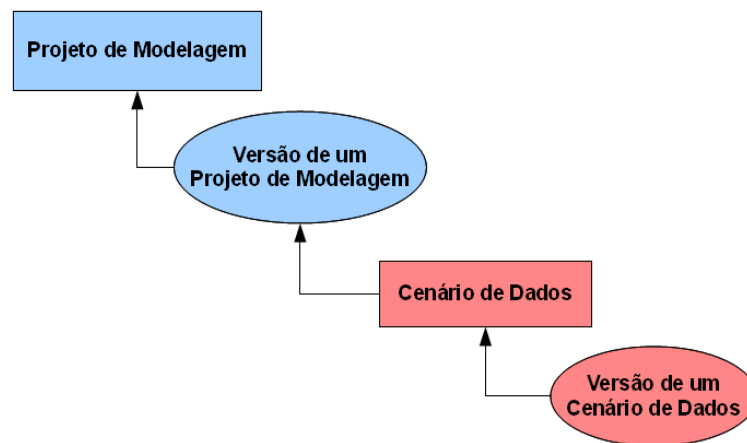 Projeto de Modelagem
Versão de um
Projeto de Modelagem
Cenário de Dados
Versão de um
Cenário de Dados